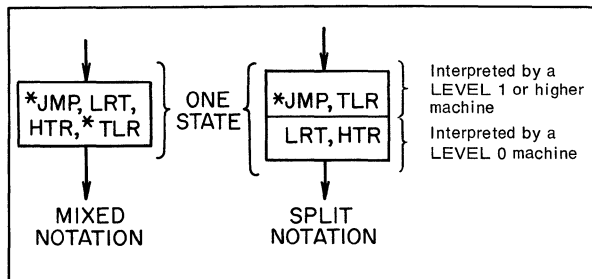 *JMP, LRT,
HTR, * TLR
ONE
STATE
*JMP, TLR
LRT, HTR
Interpreted by a
LEVEL 1 or higher
machine
Interpreted by a
LEVEL 0 machine
MIXED
NOTATION
SPLIT
NOTATION